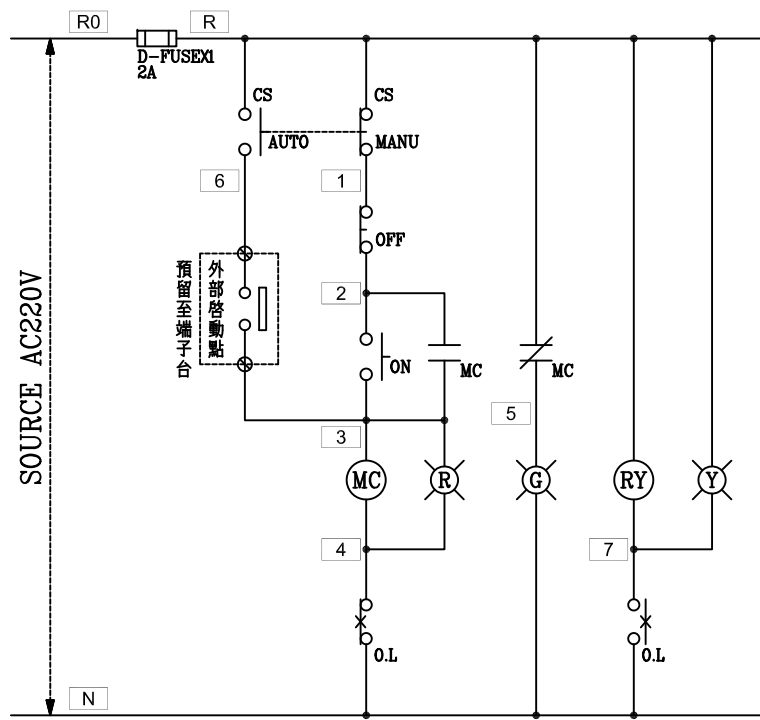 R0
R
D-FUSEX1
2A
CS
CS
AUTO
MANU
6
1
OFF
預留至端子台
外部啓動點
2
ON
MC
MC
5
3
SOURCE AC220V
MC
R
G
RY
Y
4
7
O.L
O.L
N